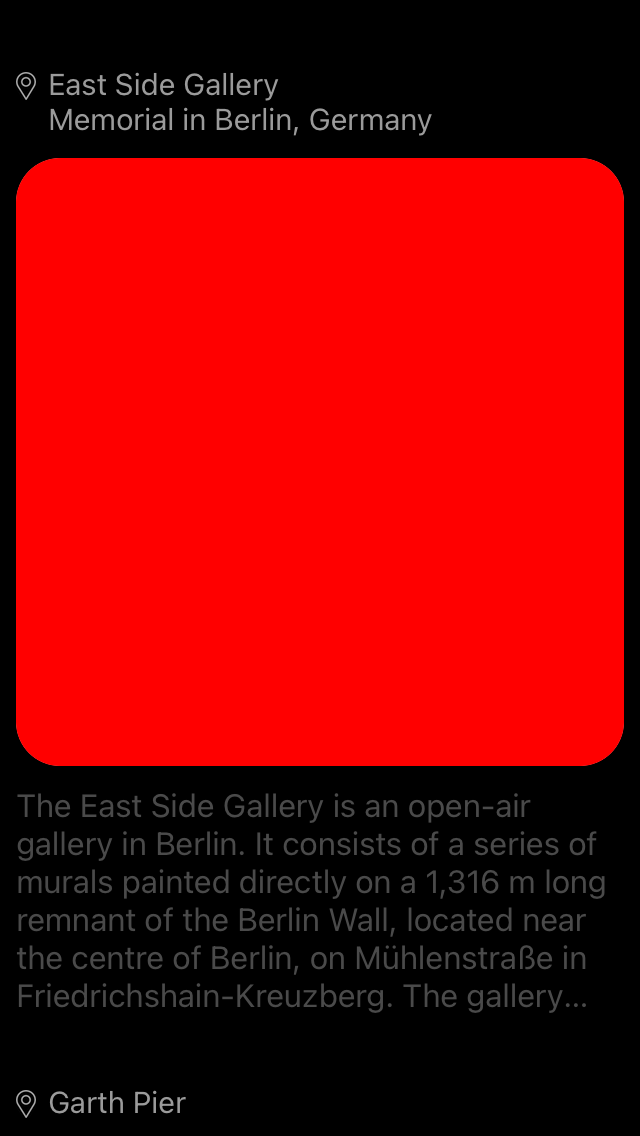 East Side Gallery
Memorial in Berlin, Germany
The East Side Gallery is an open-air
gallery in Berlin. It consists of a series of
murals painted directly on a 1,316 m long
remnant of the Berlin Wall, located near
the centre of Berlin, on Mühlenstraße in
Friedrichshain-Kreuzberg. The gallery...
Garth Pier